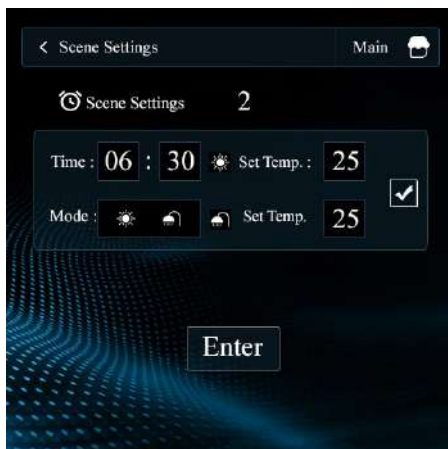 < Scene Settings Main
Scene Settings 2
Time : 06 : 30 Set Temp. : 25
Mode : Set Temp. 25
Enter